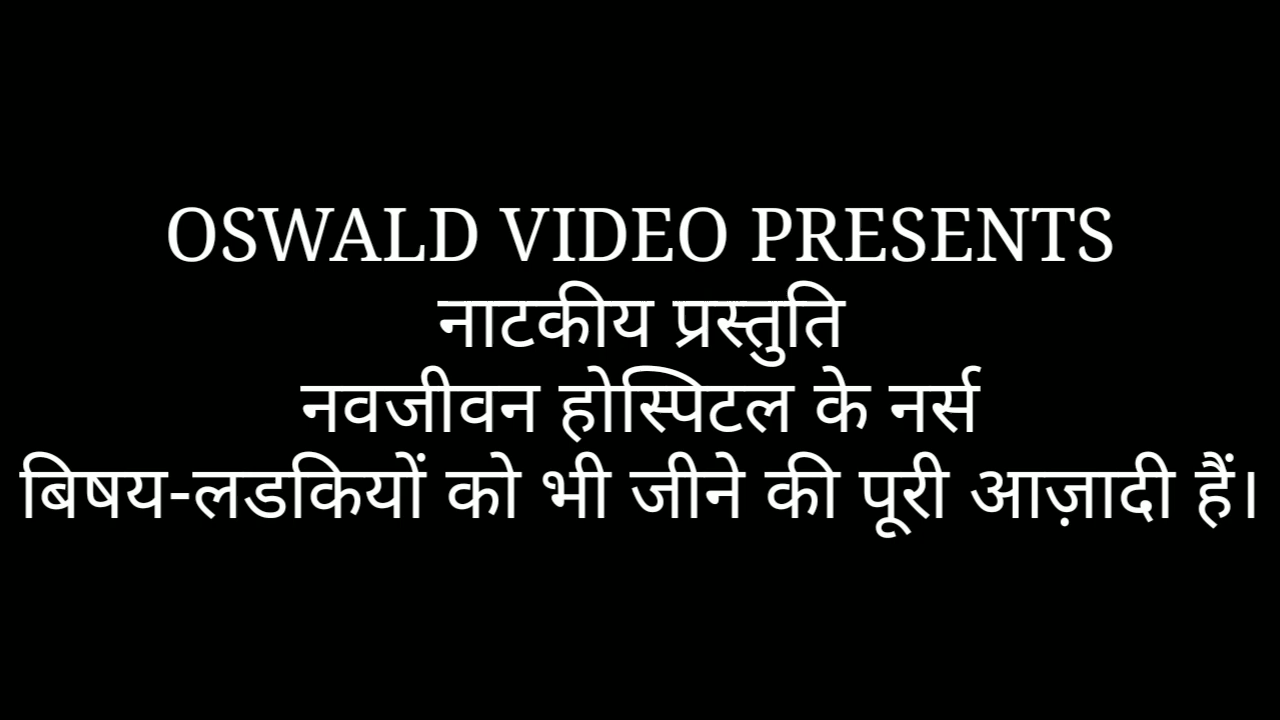 OSWALD VIDEO PRESENTS
नाटकीय प्रस्तुति
नवजीवन होस्पिटल के नर्स
बिषय-लडकियों को भी जीने की पूरी आज़ादी हैं।